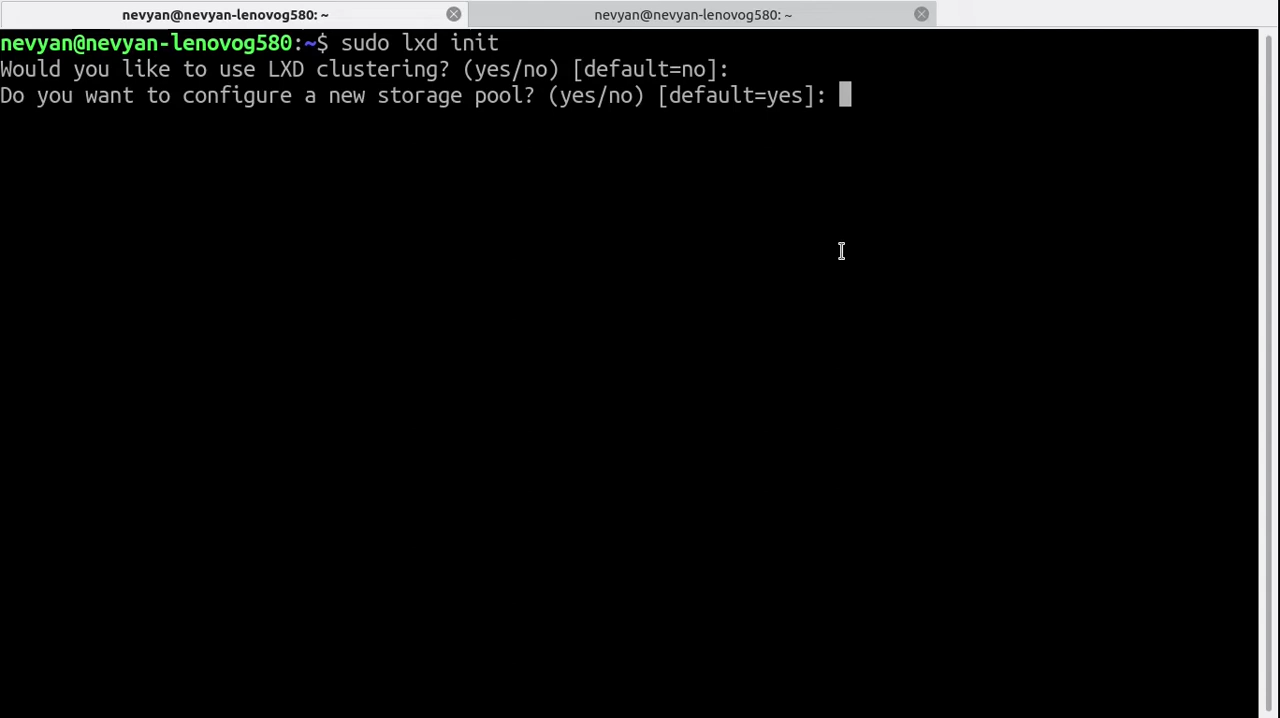 nevyan@nevyan-lenovog580: ~
nevyan@nevyan-lenovog580: ~
nevyan@nevyan-lenovog580:~$ sudo lxd init
Would you like to use LXD clustering? (yes/no) [default=no]:
Do you want to configure a new storage pool? (yes/no) [default=yes]: